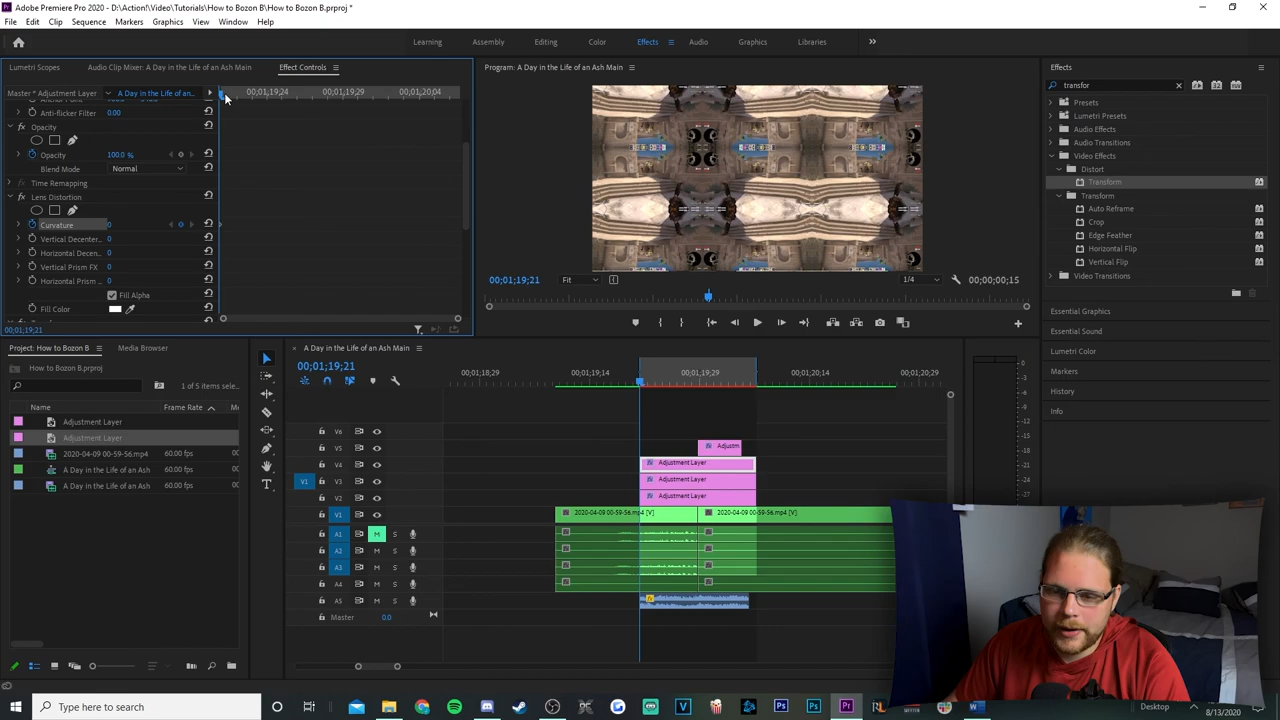 Adobe Premiere Pro 2020 - D:\Action!\Video\Tutorials\How to Bozon B\How to Bozon B.prproj *
File Edit Clip Sequence Markers Graphics View Window Help
Learning Assembly Editing Color Effects Audio Graphics Libraries
Lumetri Scopes Audio Clip Mixer: A Day in the Life of an Ash Main Effect Controls
Program: A Day in the Life of an Ash Main
Effects
Master * Adjustment Layer A Day in the Life of an...
00;01;19;24 00;01;19;29 00;01;20;04
transfor
Anti-flicker Filter 0.00
Opacity
Opacity 100.0 %
Blend Mode Normal
Time Remapping
Lens Distortion
Curvature 0
Vertical Decenter... 0
Horizontal Decen... 0
Vertical Prism FX 0
Horizontal Prism ... 0
Fill Alpha
Fill Color
00;01;19;21
Presets
Lumetri Presets
Audio Effects
Audio Transitions
Video Effects
Distort
Transform
Transform
Auto Reframe
Crop
Edge Feather
Horizontal Flip
Vertical Flip
Video Transitions
00;01;19;21 Fit 1/4 00;00;00;15
Essential Graphics
Essential Sound
Lumetri Color
Markers
History
Info
Project: How to Bozon B Media Browser
How to Bozon B.prproj
1 of 5 items sele...
Name Frame Rate
Adjustment Layer
Adjustment Layer
2020-04-09 00-59-56.mp4 60.00 fps
A Day in the Life of an Ash 60.00 fps
A Day in the Life of an Ash 60.00 fps
A Day in the Life of an Ash Main
00;01;19;21
00;01;18;29 00;01;19;14 00;01;19;29 00;01;20;14 00;01;20;29
V6
V5 Adjustm
V4 Adjustment Layer
V1 V3 Adjustment Layer
V2 Adjustment Layer
V1 2020-04-09 00-59-56.mp4 [V] 2020-04-09 00-59-56.mp4 [V]
A1 M S
A2 M S
A3 M S
A4 M S
A5 M S
Master 0.0
0
-3
-6
-9
-12
-15
-18
-21
-24
-27
Type here to search
Desktop
8/13/2020